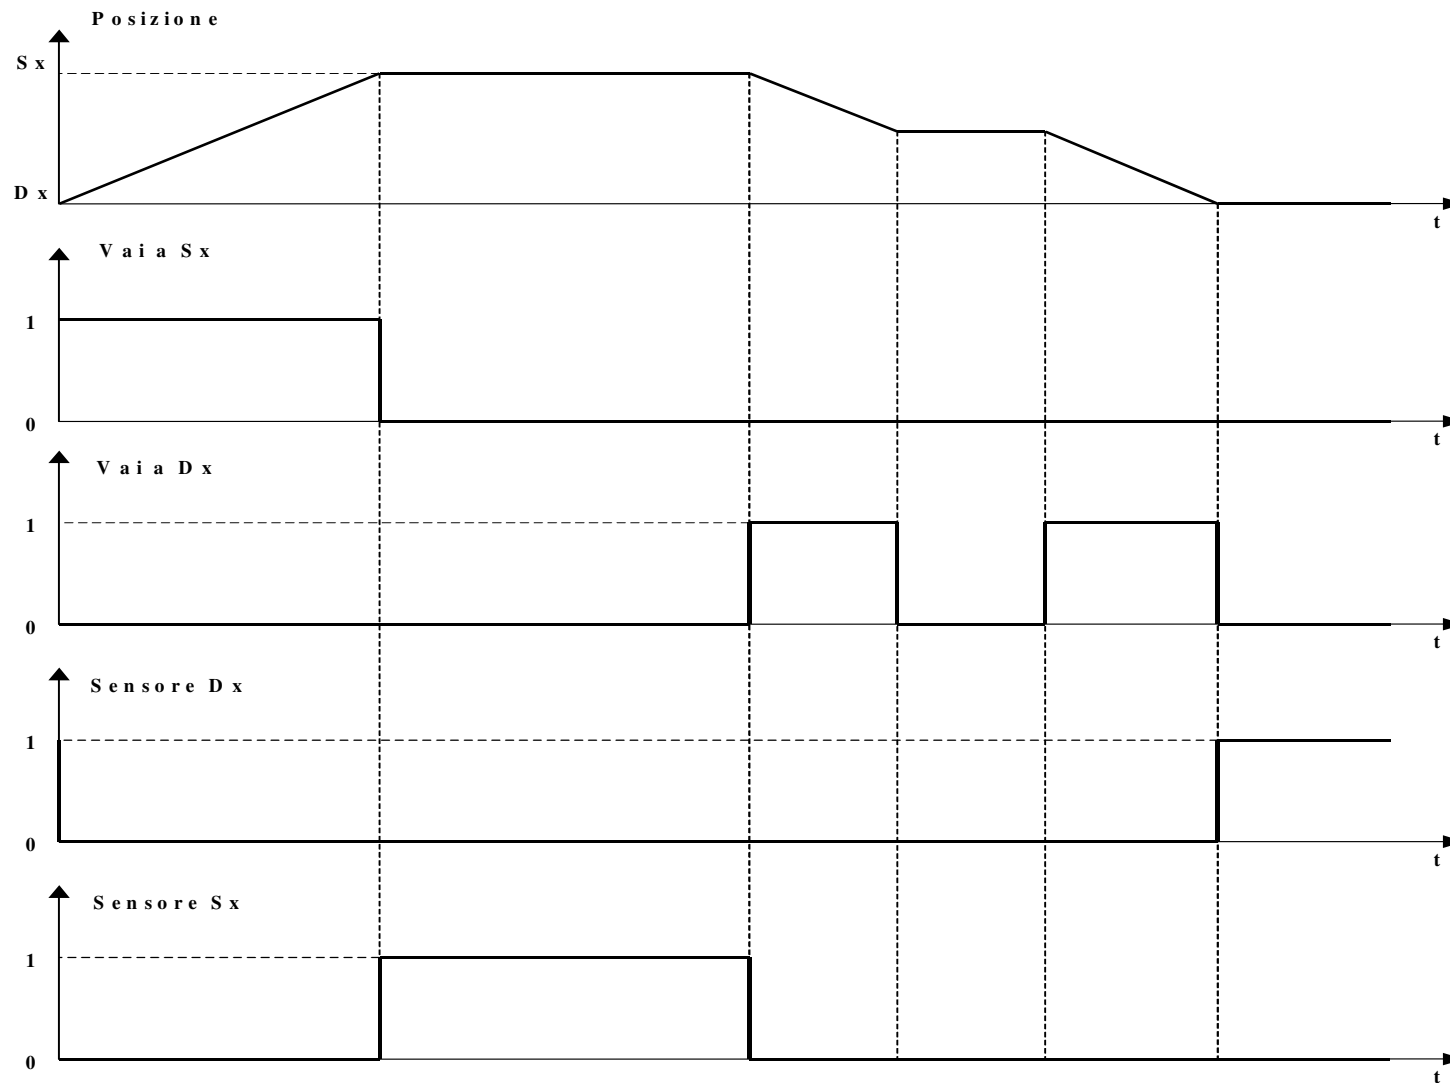 Posizione
Sx
Dx
t
Vai a Sx
1
0
t
Vai a Dx
1
0
t
Sensore Dx
1
0
t
Sensore Sx
1
0
t